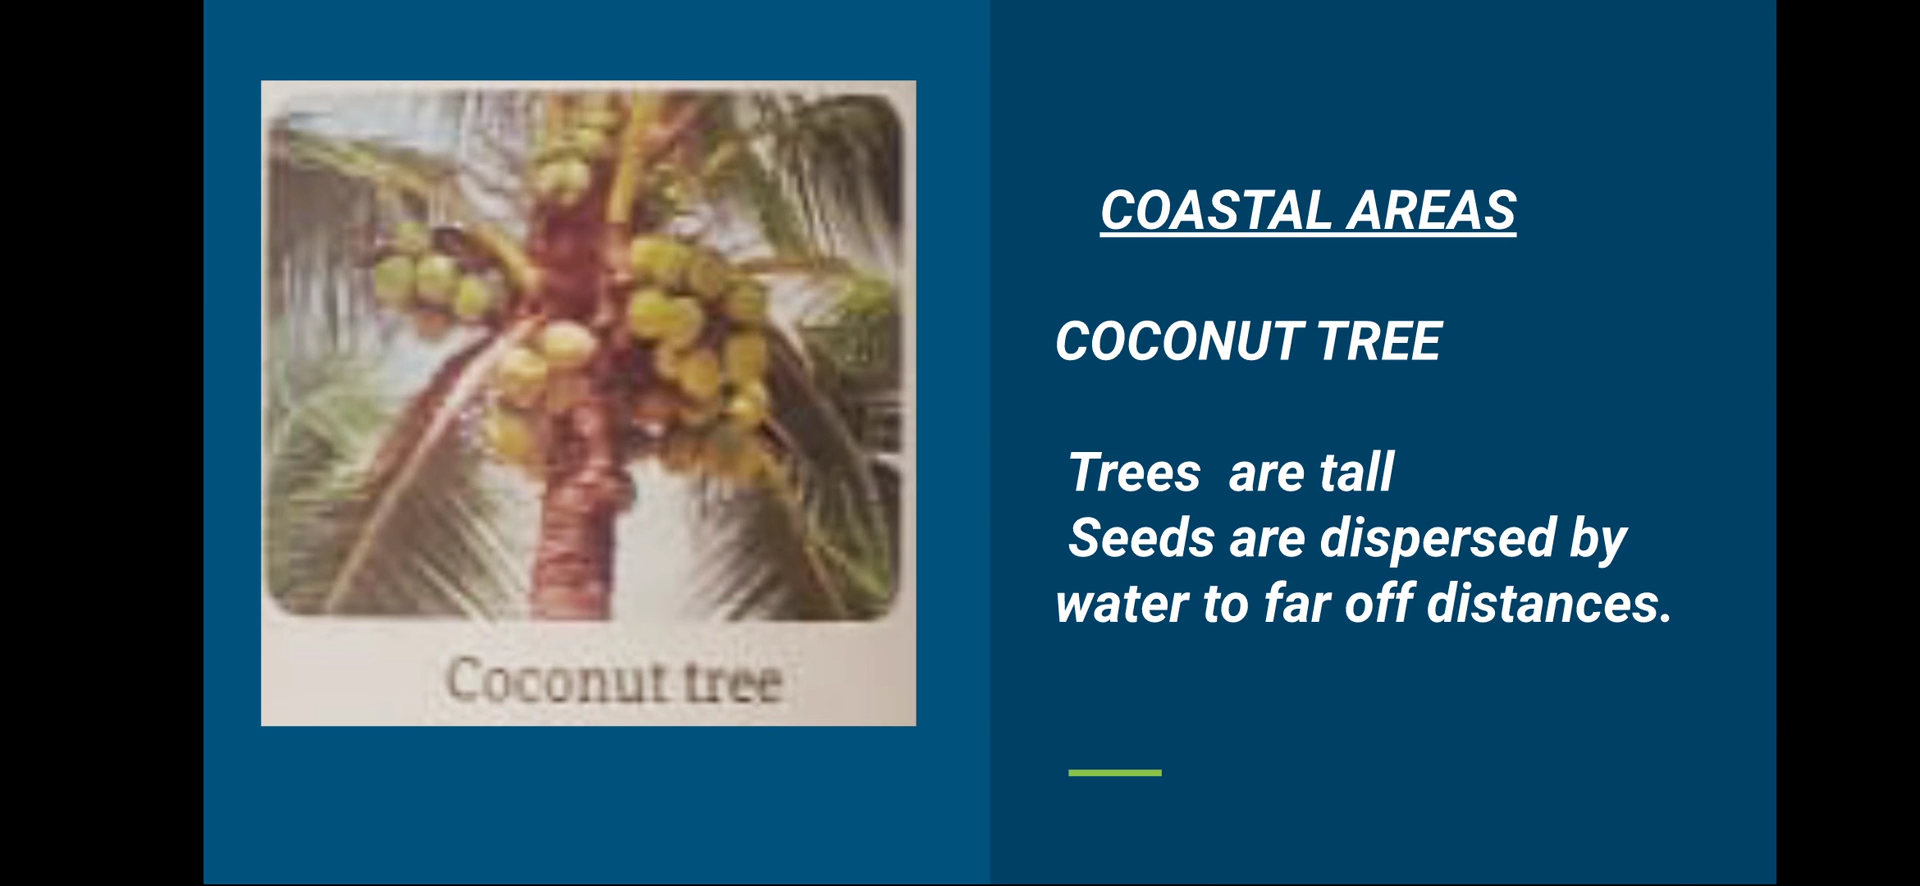 COASTAL AREAS
COCONUT TREE
Trees are tall
Seeds are dispersed by
water to far off distances.
Coconut tree